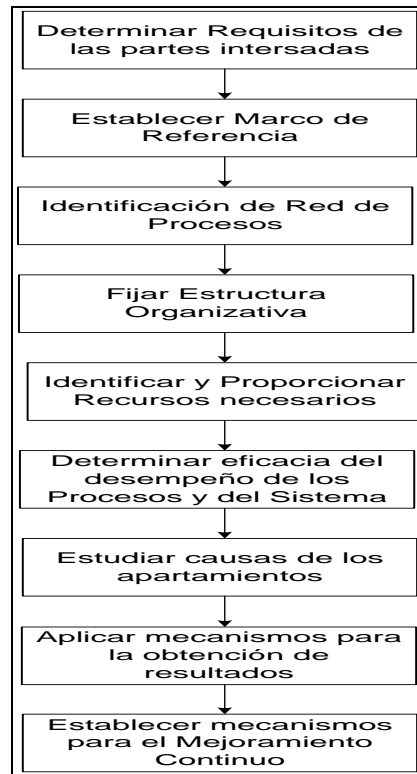 Determinar Requisitos de
las partes intersadas
Establecer Marco de
Referencia
Identificación de Red de
Procesos
Fijar Estructura
Organizativa
Identificar y Proporcionar
Recursos necesarios
Determinar eficacia del
desempeño de los
Procesos y del Sistema
Estudiar causas de los
apartamientos
Aplicar mecanismos para
la obtención de
resultados
Establecer mecanismos
para el Mejoramiento
Continuo